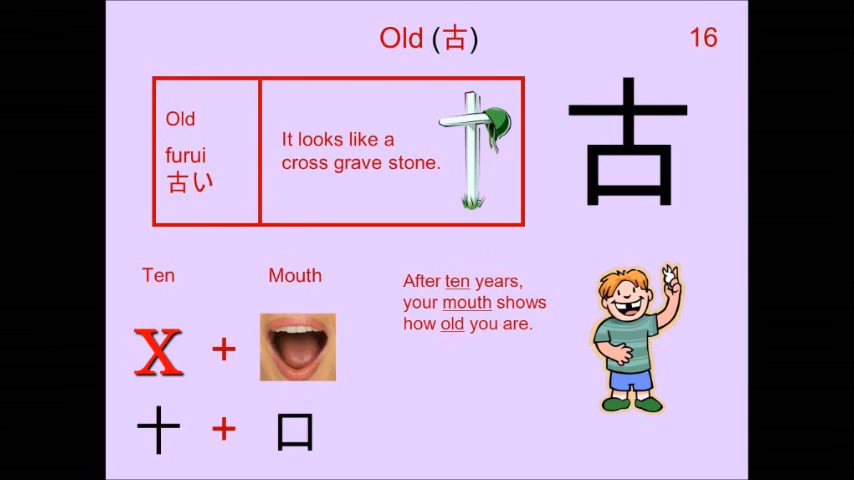 Old (古)
16
Old
furui
古い
It looks like a
cross grave stone.
古
Ten
Mouth
After ten years,
your mouth shows
how old you are.
X +
十 + 口